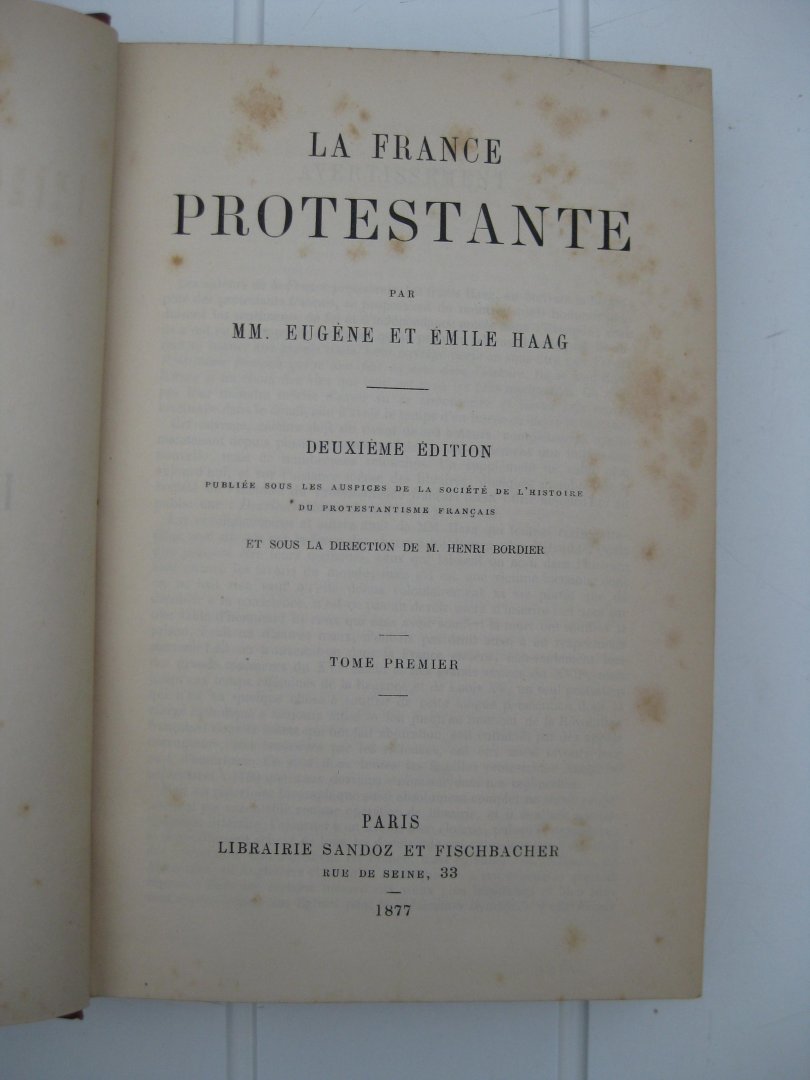 LA FRANCE
PROTESTANTE
PAR
MM. EUGÈNE ET ÉMILE HAAG
DEUXIÈME ÉDITION
PUBLIÉE SOUS LES AUSPICES DE LA SOCIÉTÉ DE L'HISTOIRE
DU PROTESTANTISME FRANÇAIS
ET SOUS LA DIRECTION DE M. HENRI BORDIER
TOME PREMIER
PARIS
LIBRAIRIE SANDOZ ET FISCHBACHER
RUE DE SEINE, 33
1877